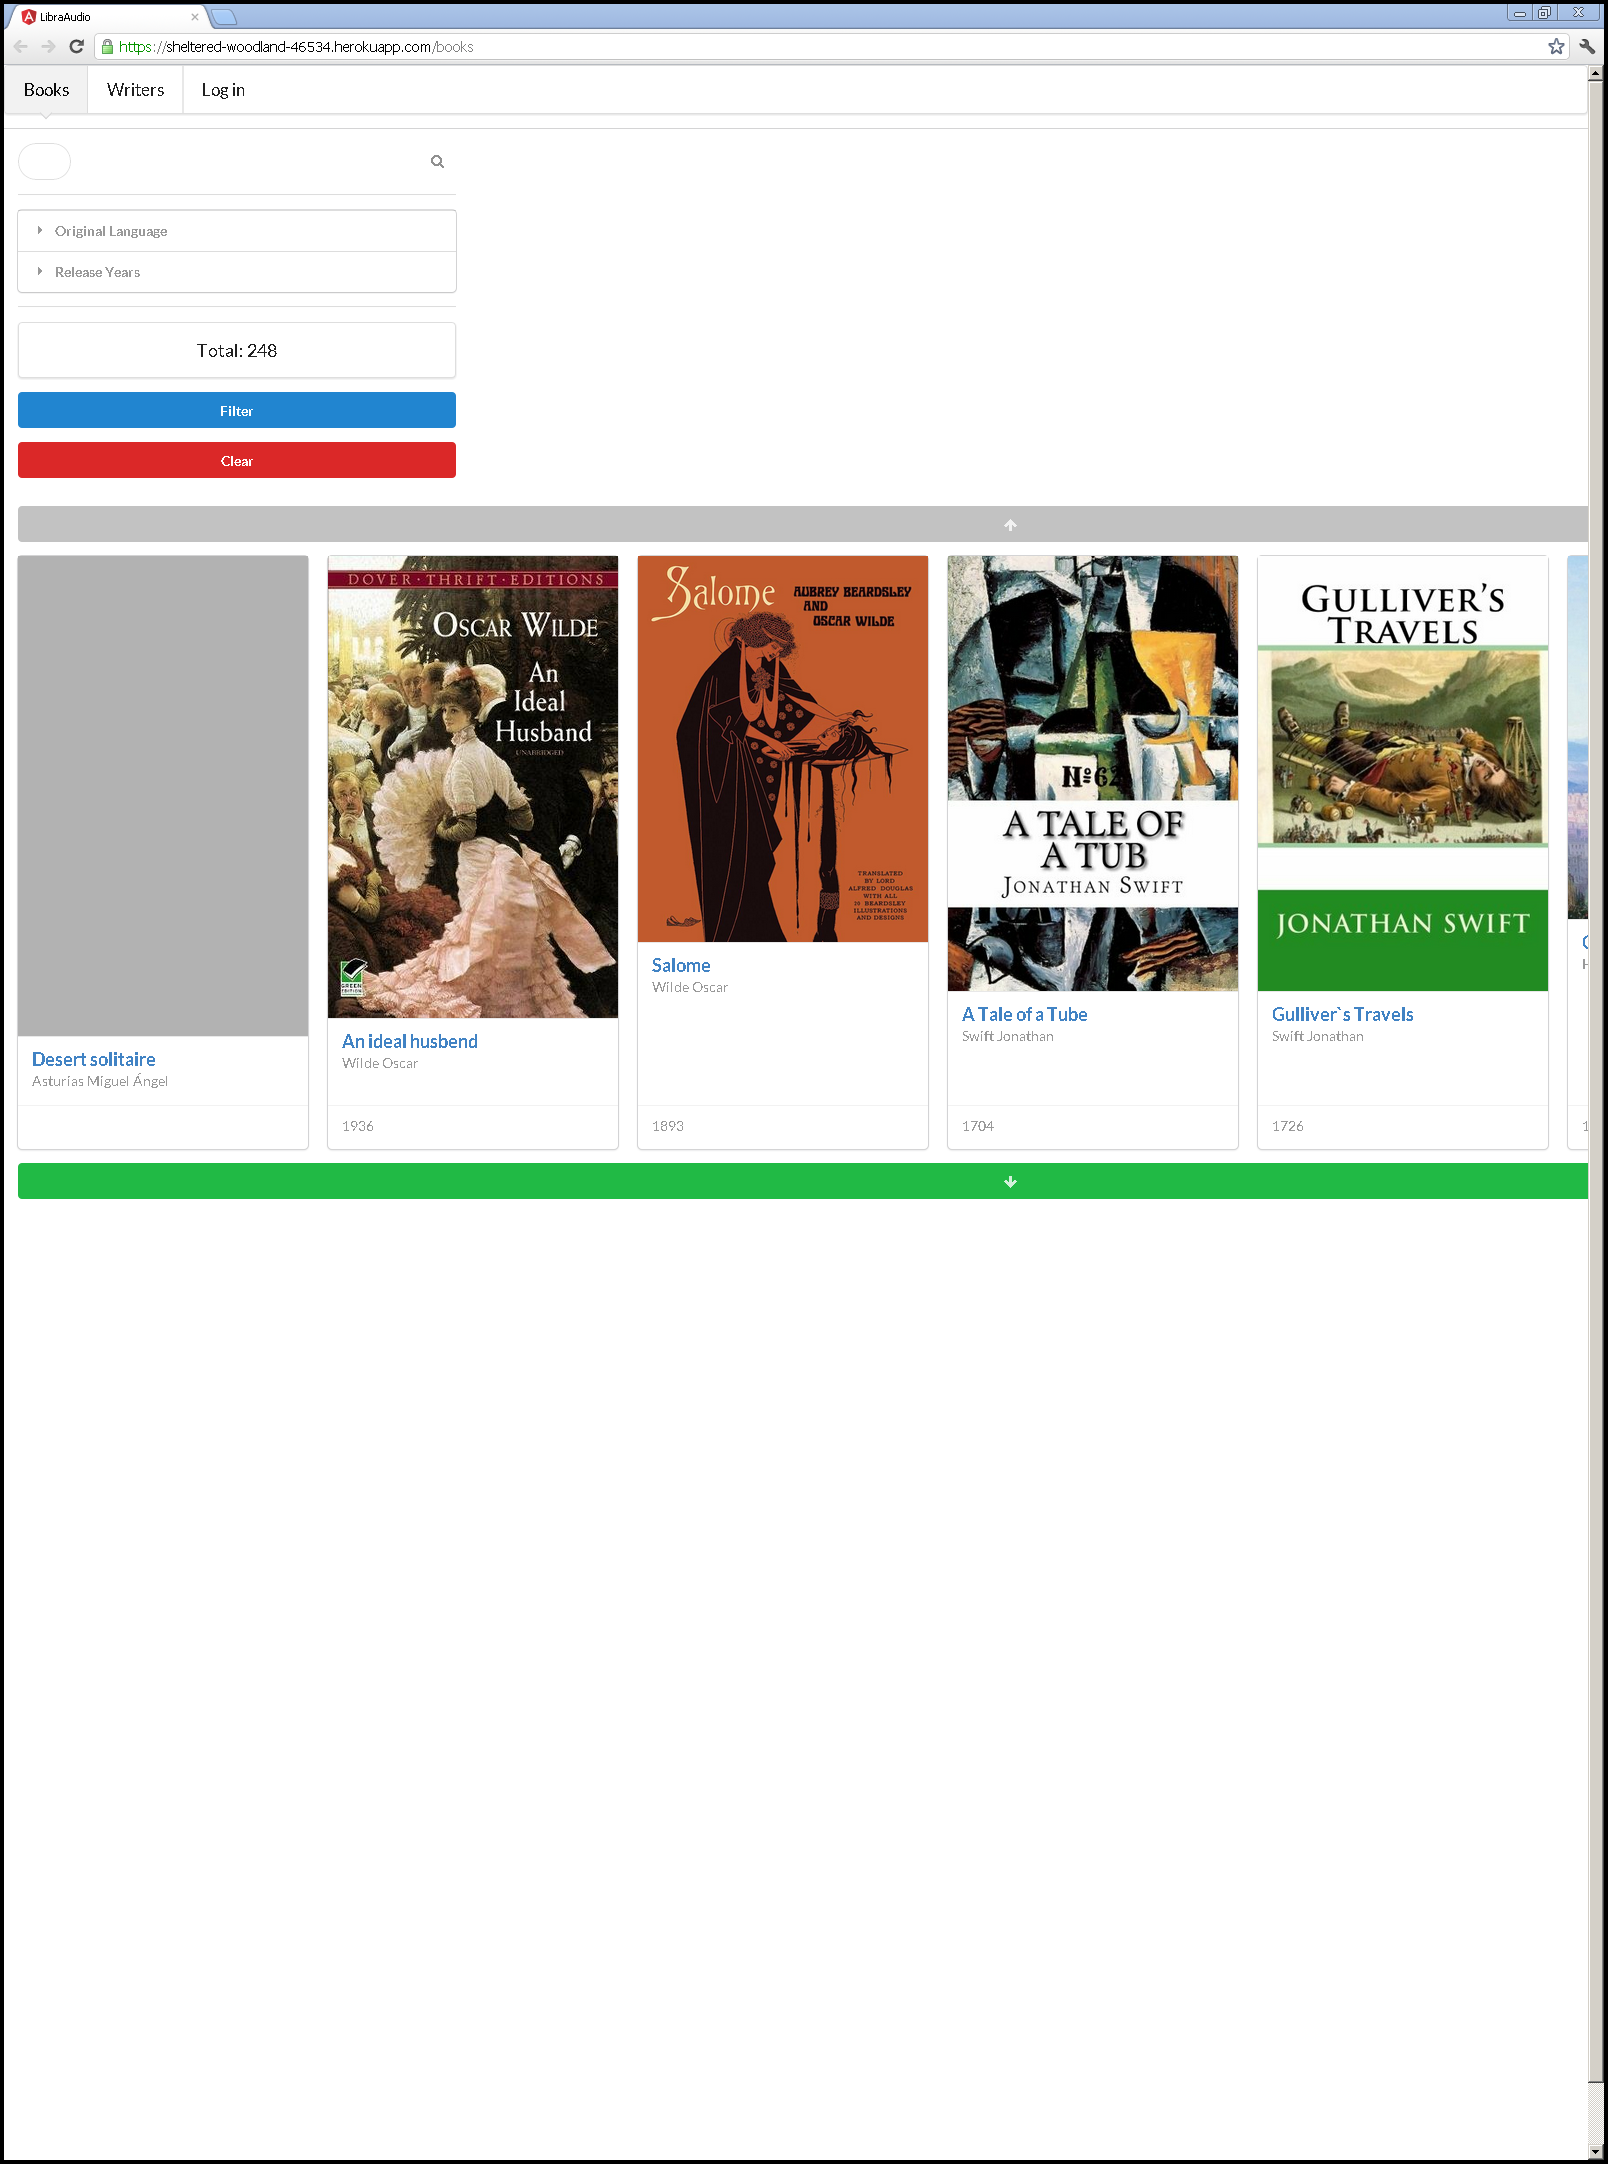 LibraAudio
https://sheltered-woodland-46534.herokuapp.com/books
Books
Writers
Log in
Original Language
Release Years
Total: 248
Filter
Clear
DOVER · THRIFT · EDITIONS
OSCAR WILDE
An
Ideal
Husband
UNABRIDGED
GREEN
EDITION
An ideal husbend
Wilde Oscar
1936
Salome
AUBREY BEARDSLEY
AND
OSCAR WILDE
TRANSLATED
BY LORD
ALFRED DOUGLAS
WITH ALL
20 BEARDSLEY
ILLUSTRATIONS
AND DESIGNS
Salome
Wilde Oscar
1893
Nº62
A TALE OF
A TUB
JONATHAN SWIFT
A Tale of a Tube
Swift Jonathan
1704
GULLIVER'S
TRAVELS
JONATHAN SWIFT
Gulliver`s Travels
Swift Jonathan
1726
Desert solitaire
Asturias Miguel Ángel